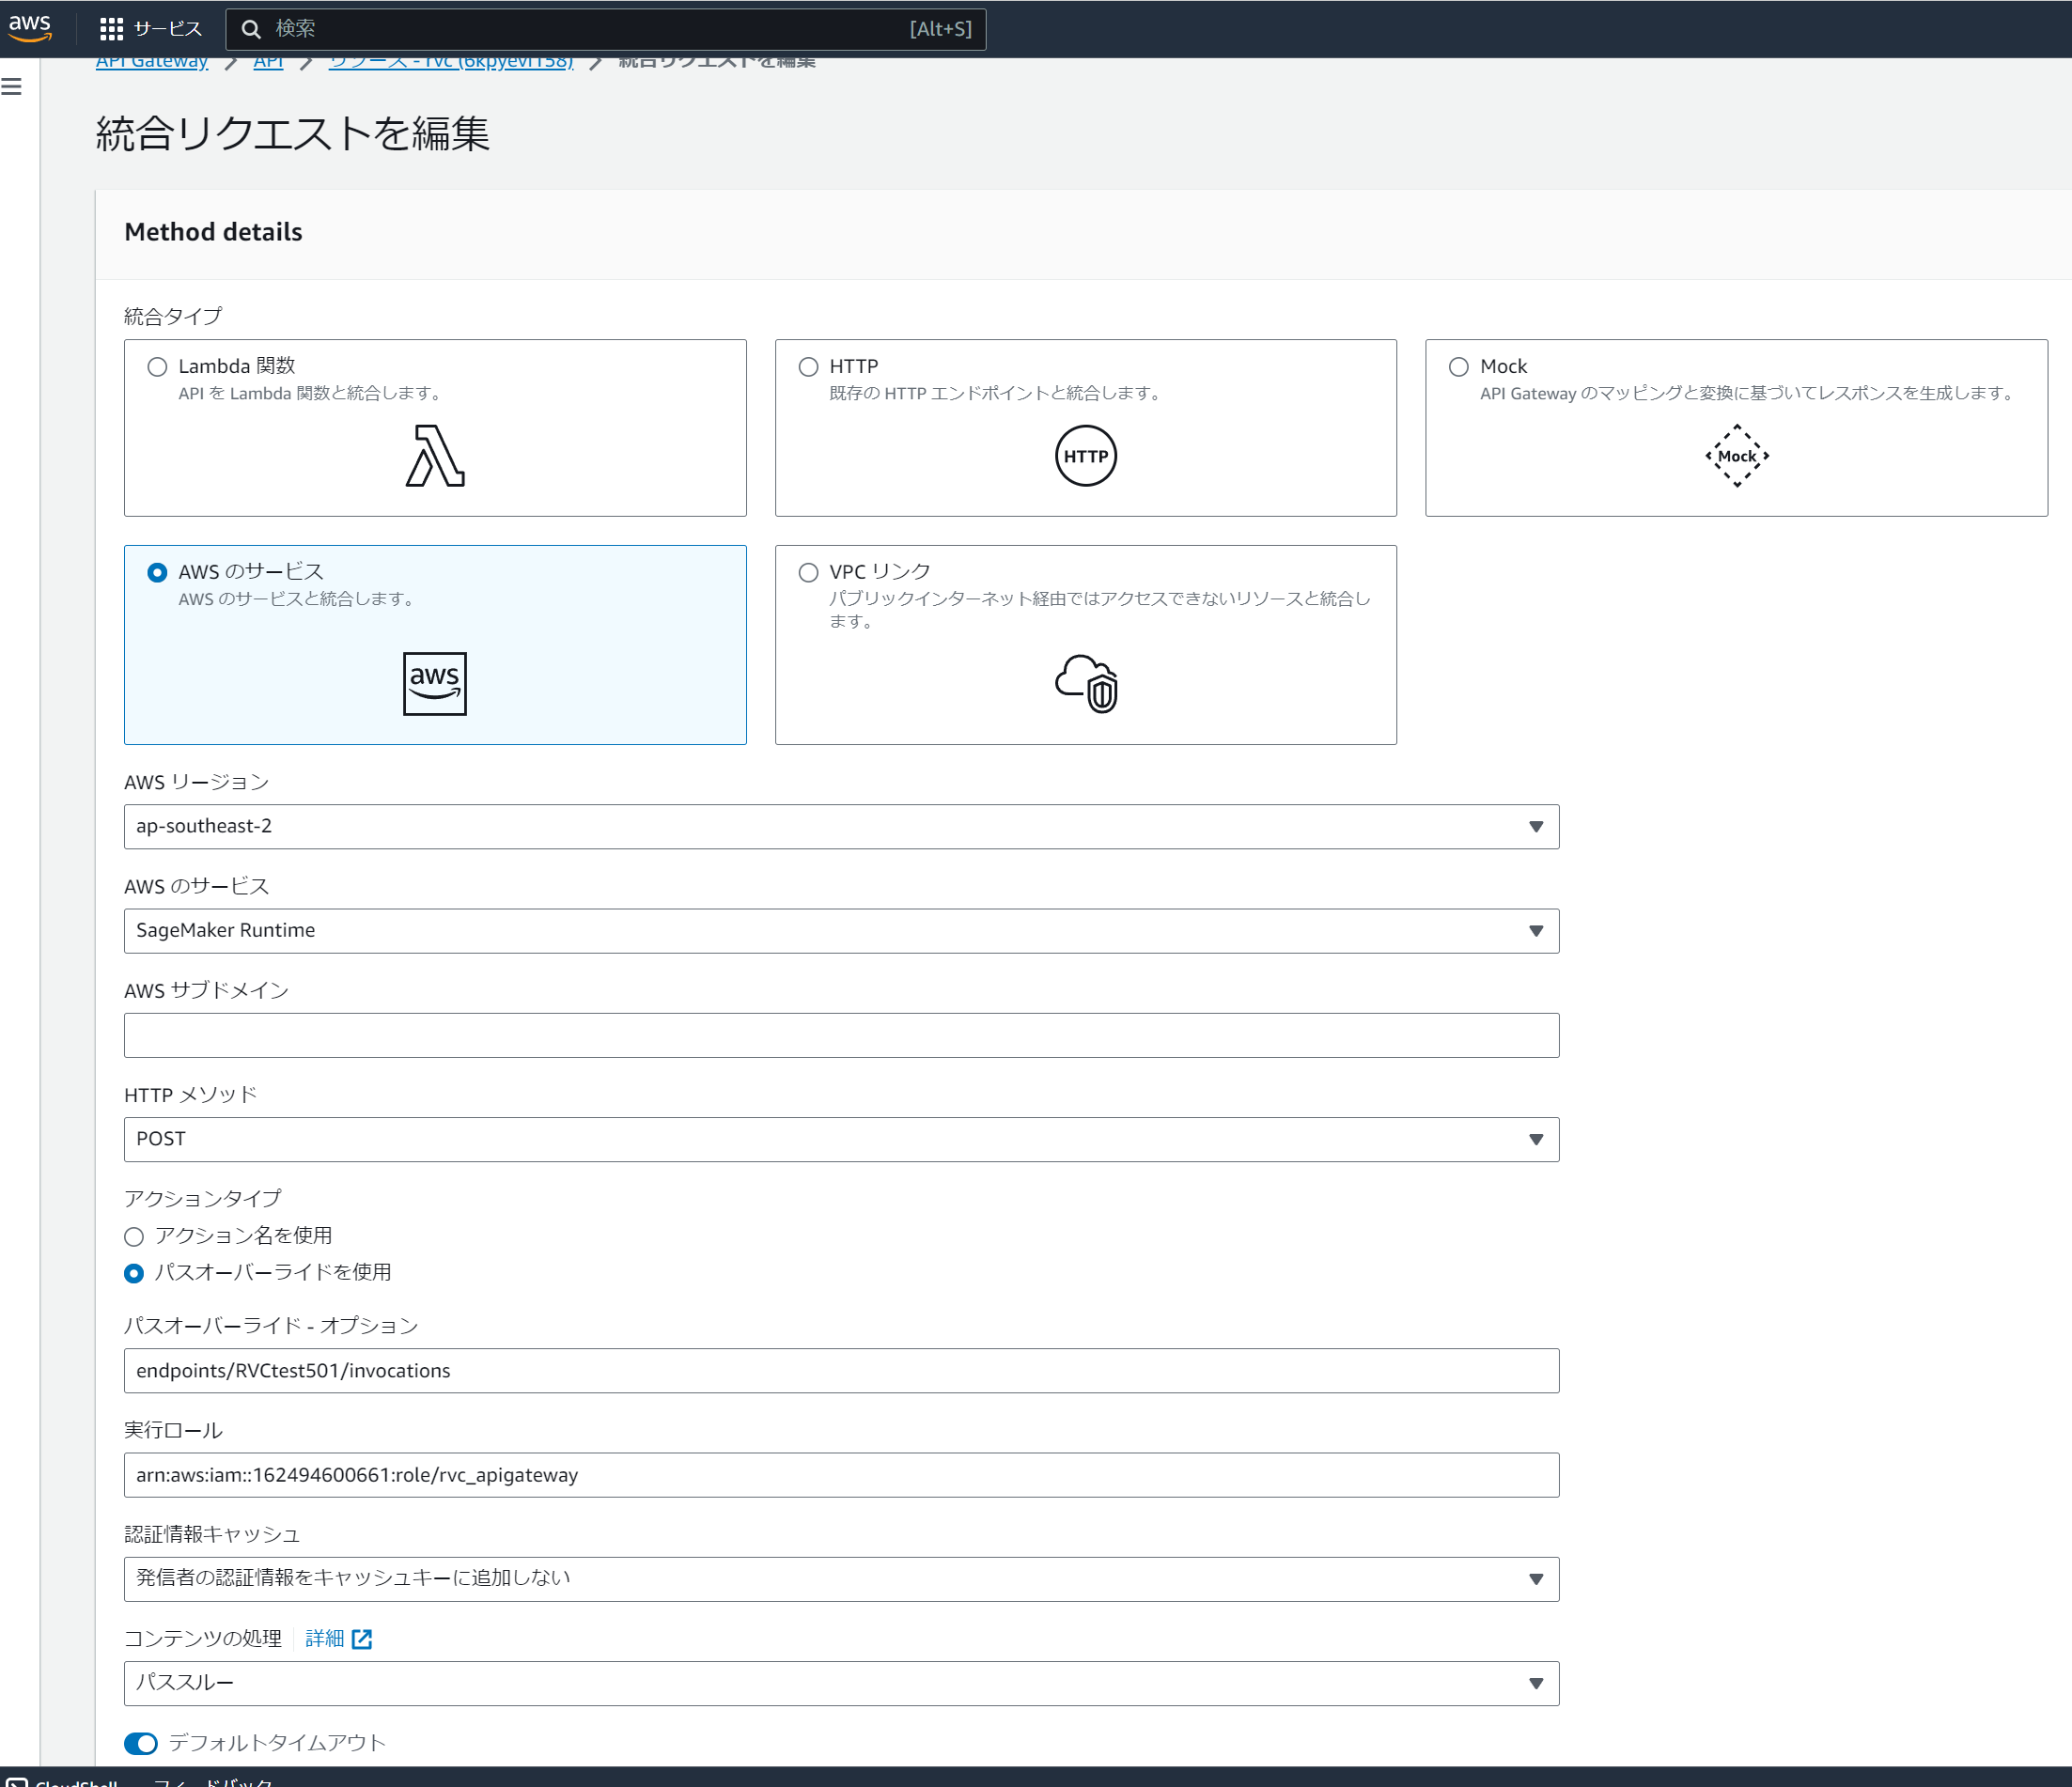 aws サービス 検索 [Alt+S]
API Gateway API リソース - rvc 統合リクエストを編集
統合リクエストを編集
Method details
統合タイプ
Lambda 関数
API を Lambda 関数と統合します。
HTTP
既存の HTTP エンドポイントと統合します。
HTTP
Mock
API Gateway のマッピングと変換に基づいてレスポンスを生成します。
Mock
AWS のサービス
AWS のサービスと統合します。
aws
VPC リンク
パブリックインターネット経由ではアクセスできないリソースと統合し
ます。
AWS リージョン
ap-southeast-2
AWS のサービス
SageMaker Runtime
AWS サブドメイン
HTTP メソッド
POST
アクションタイプ
アクション名を使用
パスオーバーライドを使用
パスオーバーライド - オプション
endpoints/RVCtest501/invocations
実行ロール
arn:aws:iam::162494600661:role/rvc_apigateway
認証情報キャッシュ
発信者の認証情報をキャッシュキーに追加しない
コンテンツの処理 詳細
パススルー
デフォルトタイムアウト
CloudShell フィードバック